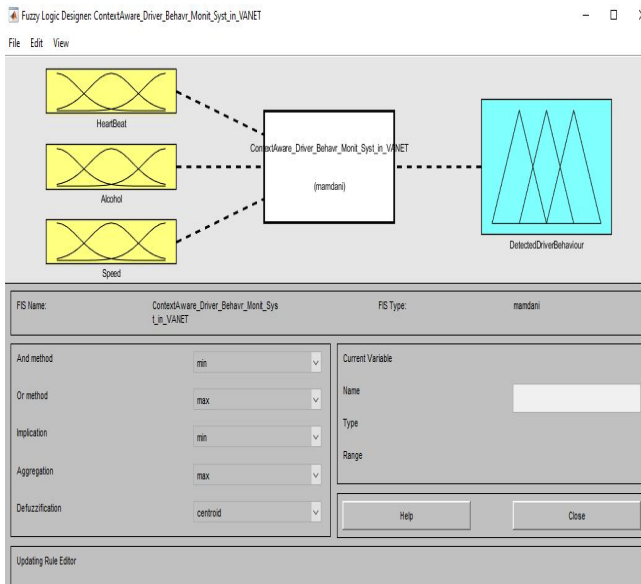 Fuzzy Logic Designer: ContextAware_Driver_Behavr_Monit_Syst_in_VANET
File Edit View
HeartBeat
Alcohol
Speed
ContextAware_Driver_Behavr_Monit_Syst_in_VANET
(mamdani)
DetectedDriverBehaviour
FIS Name:
ContextAware_Driver_Behavr_Monit_Sys
t_in_VANET
FIS Type:
mamdani
And method
min
Or method
max
Implication
min
Aggregation
max
Defuzzification
centroid
Current Variable
Name
Type
Range
Help
Close
Updating Rule Editor